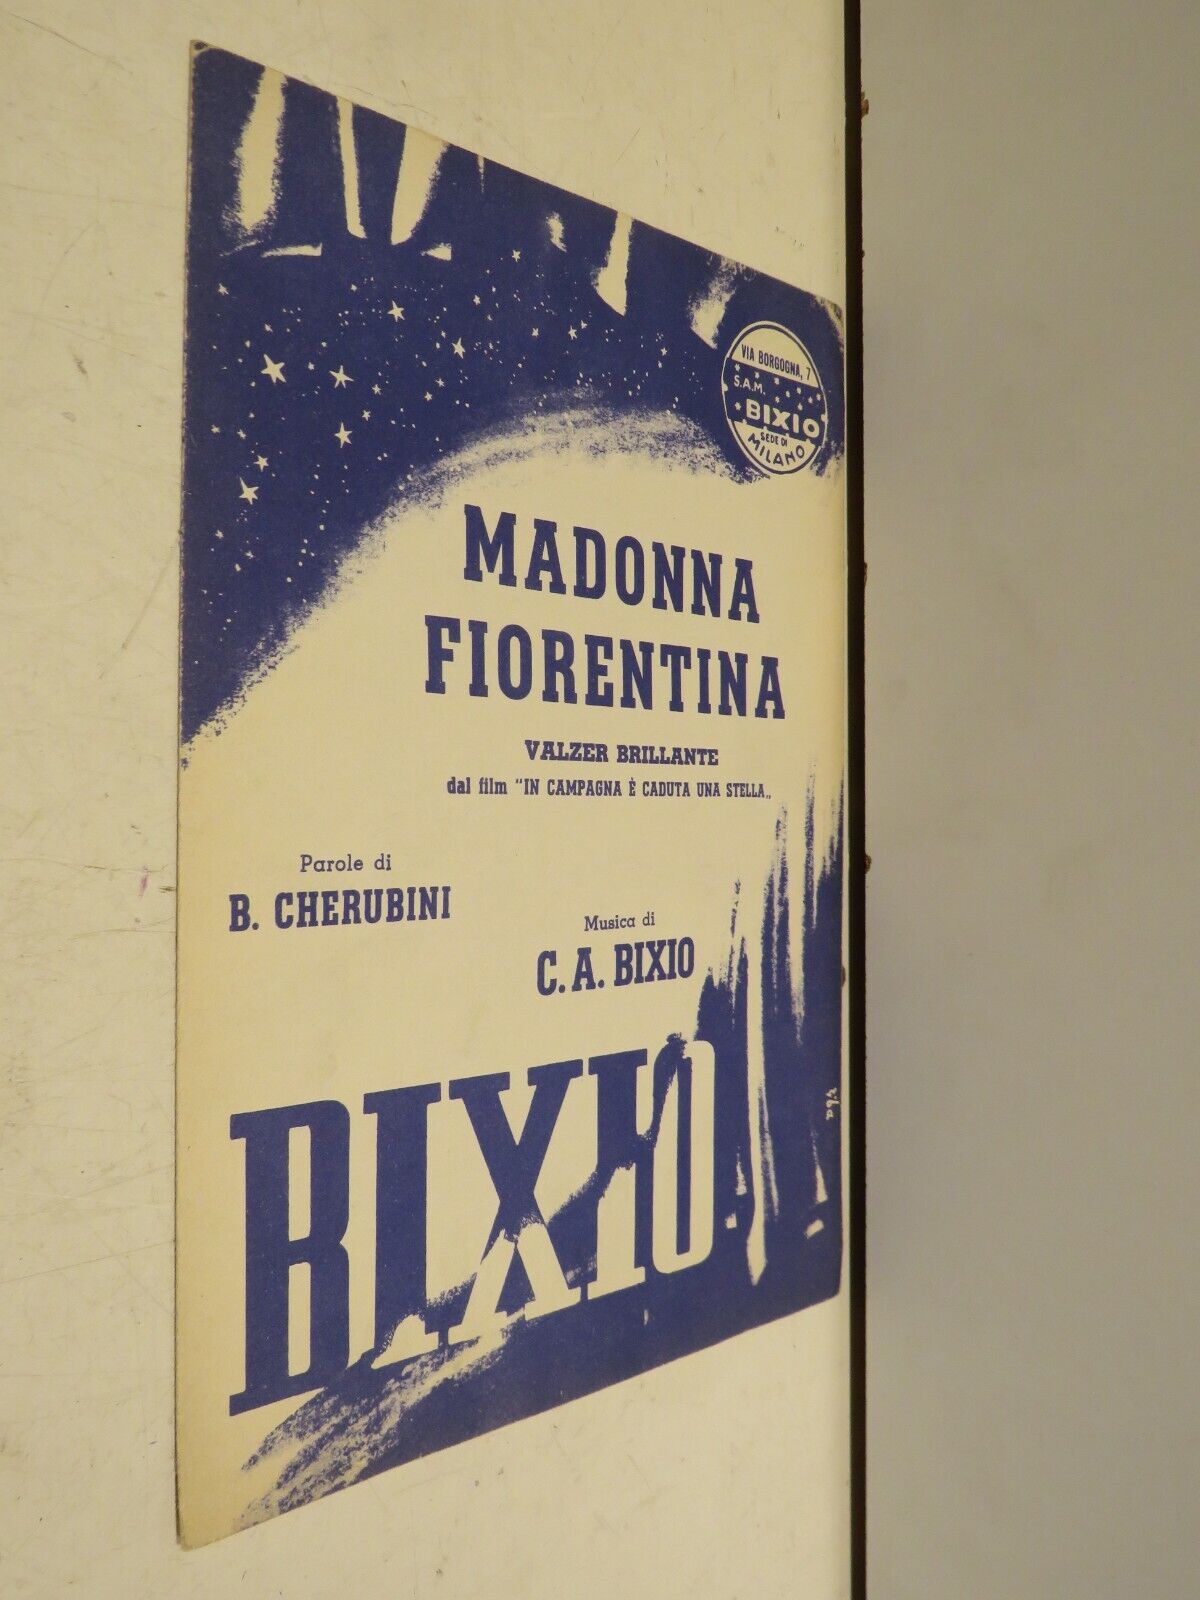 VIA BORGOGNA, 7
S.A.M.
BIXIO
SEDE DI
MILANO
MADONNA
FIORENTINA
VALZER BRILLANTE
dal film "IN CAMPAGNA È CADUTA UNA STELLA„
Parole di
B. CHERUBINI
Musica di
C. A. BIXIO
BIXIO